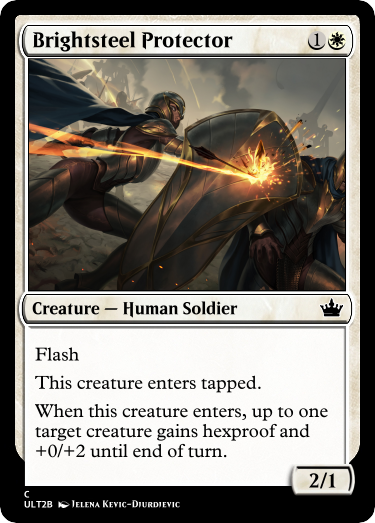 Brightsteel Protector 1
Creature — Human Soldier
Flash
This creature enters tapped.
When this creature enters, up to one
target creature gains hexproof and
+0/+2 until end of turn.
2/1
C
ULT2B Jelena Kevic-Djurdjevic